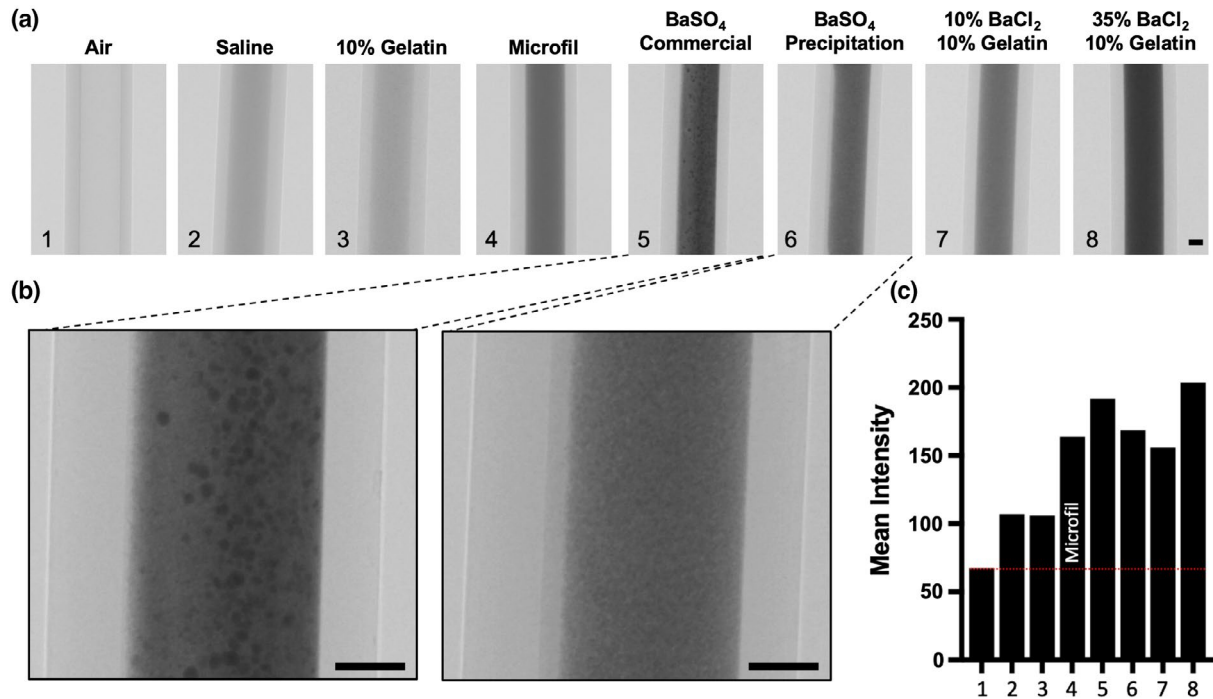 (a)
Air
Saline
10% Gelatin
Microfil
BaSO4
Commercial
BaSO4
Precipitation
10% BaCl2
10% Gelatin
35% BaCl2
10% Gelatin
1
2
3
4
5
6
7
8
(b)
(c)
Mean Intensity
250
200
150
100
50
0
Microfil
1 2 3 4 5 6 7 8